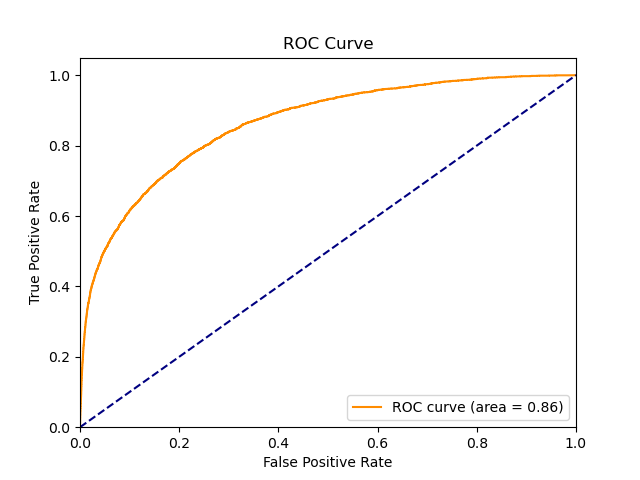 ROC Curve
True Positive Rate
1.0
0.8
0.6
0.4
0.2
0.0
ROC curve (area = 0.86)
0.0 0.2 0.4 0.6 0.8 1.0
False Positive Rate